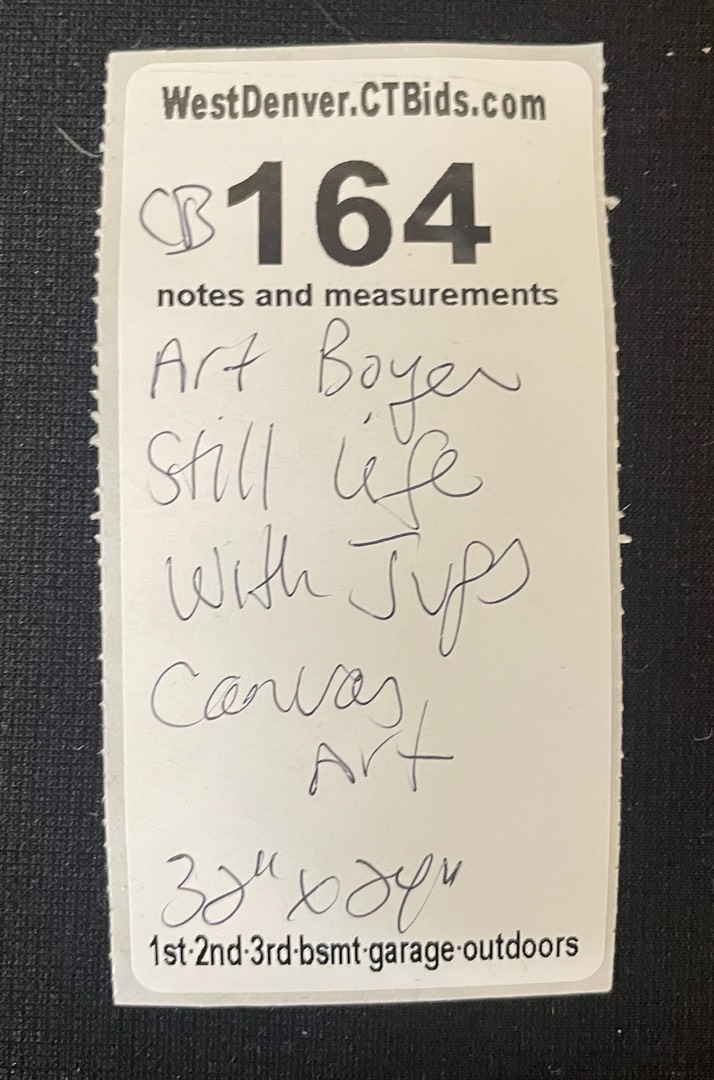 WestDenver.CTBids.com
CB 164
notes and measurements
Art Boyer
Still life
With Jugs
Canvas
Art
32" x 24"
1st·2nd·3rd·bsmt·garage·outdoors